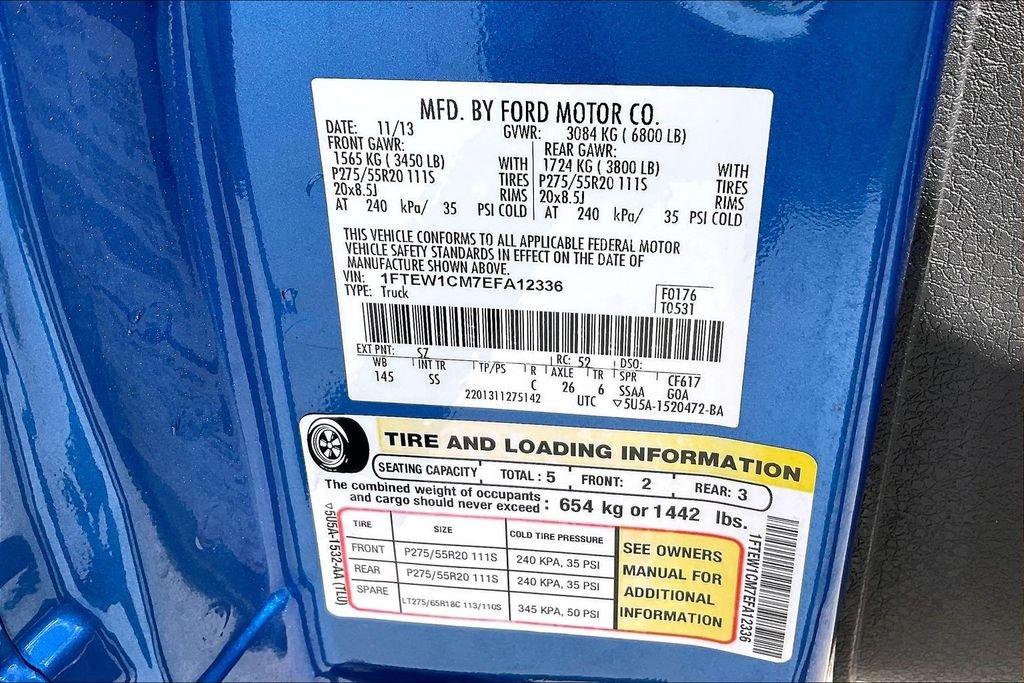 MFD. BY FORD MOTOR CO.
DATE: 11/13 GVWR: 3084 KG ( 6800 LB)
FRONT GAWR: REAR GAWR:
1565 KG ( 3450 LB) WITH 1724 KG ( 3800 LB) WITH
P275/55R20 111S TIRES P275/55R20 111S TIRES
20x8.5J RIMS 20x8.5J RIMS
AT 240 kPa/ 35 PSI COLD AT 240 kPa/ 35 PSI COLD
THIS VEHICLE CONFORMS TO ALL APPLICABLE FEDERAL MOTOR
VEHICLE SAFETY STANDARDS IN EFFECT ON THE DATE OF
MANUFACTURE SHOWN ABOVE.
VIN: 1FTEW1CM7EFA12336
TYPE: Truck
F0176
T0531
EXT PNT: SZ RC: 52 DSO:
WB INT TR TP/PS R AXLE TR SPR CF617
145 SS C 26 6 SSAA GOA
2201311275142 UTC ▽5U5A-1520472-BA
TIRE AND LOADING INFORMATION
SEATING CAPACITY TOTAL : 5 FRONT: 2 REAR: 3
The combined weight of occupants
and cargo should never exceed : 654 kg or 1442 lbs.
TIRE SIZE COLD TIRE PRESSURE
FRONT P275/55R20 111S 240 KPA, 35 PSI
REAR P275/55R20 111S 240 KPA, 35 PSI
SPARE LT275/65R18C 113/110S 345 KPA, 50 PSI
SEE OWNERS
MANUAL FOR
ADDITIONAL
INFORMATION
▽5U5A-1532-AA (TLU)
1FTEW1CM7EFA12336